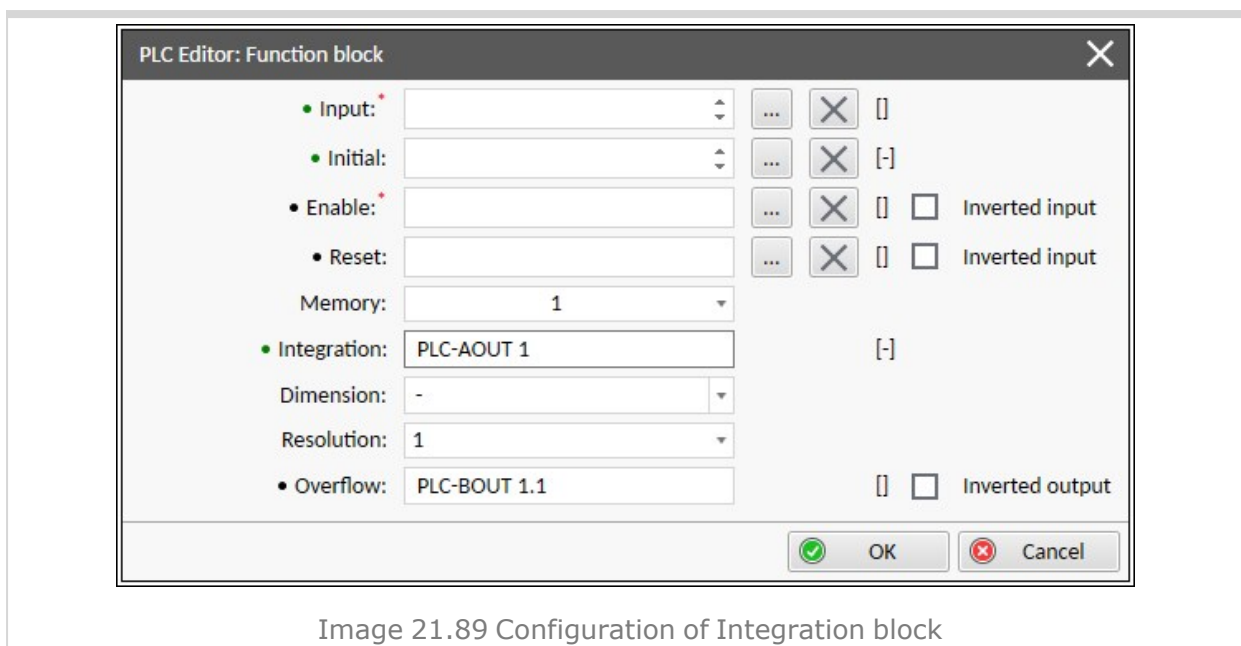 PLC Editor: Function block
• Input:* ... []
• Initial: ... [-]
• Enable:* ... [] Inverted input
• Reset: ... [] Inverted input
Memory: 1
• Integration: PLC-AOUT 1 [-]
Dimension: -
Resolution: 1
• Overflow: PLC-BOUT 1.1 [] Inverted output
OK Cancel
Image 21.89 Configuration of Integration block